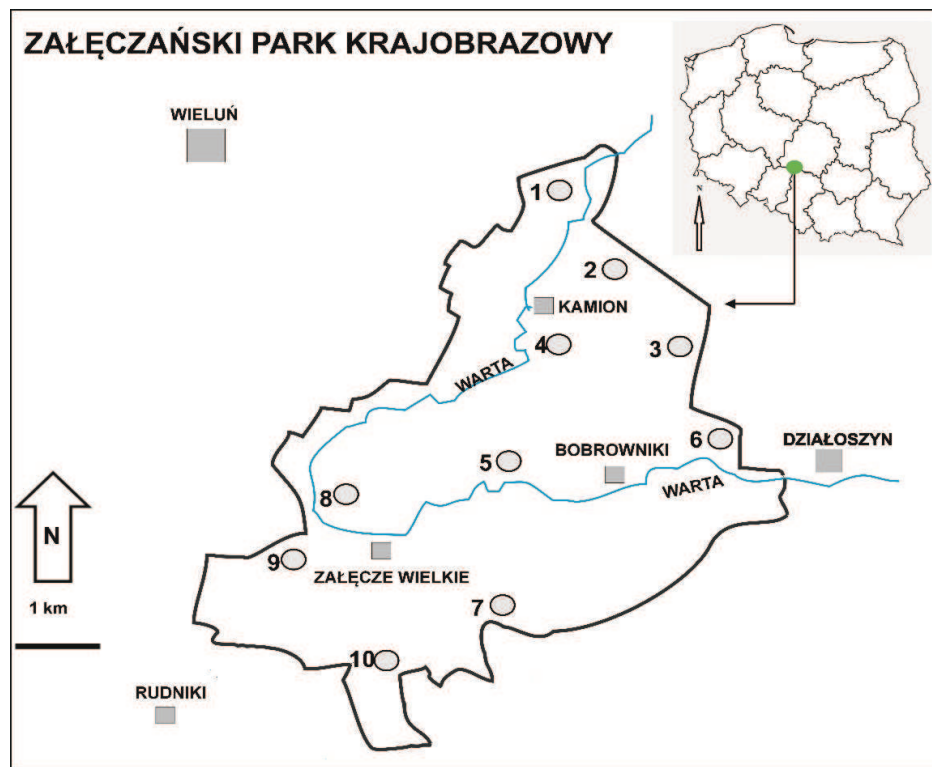 ZAŁĘCZAŃSKI PARK KRAJOBRAZOWY
WIELUŃ
N
1
2
KAMION
4
3
WARTA
6
DZIAŁOSZYN
BOBROWNIKI
5
WARTA
8
N
9
ZAŁĘCZE WIELKIE
1 km
7
10
RUDNIKI